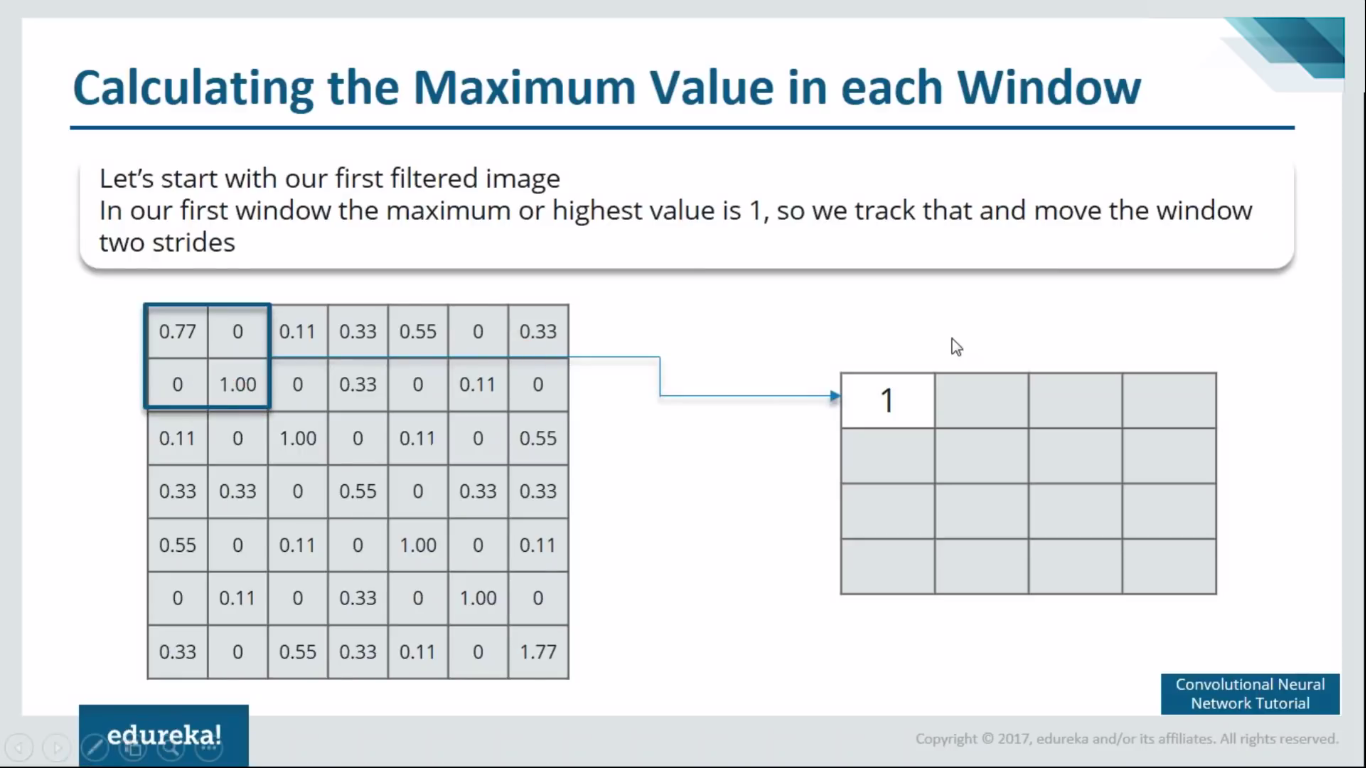 Calculating the Maximum Value in each Window
Let’s start with our first filtered image
In our first window the maximum or highest value is 1, so we track that and move the window
two strides
0.77 0 0.11 0.33 0.55 0 0.33
0 1.00 0 0.33 0 0.11 0
0.11 0 1.00 0 0.11 0 0.55
0.33 0.33 0 0.55 0 0.33 0.33
0.55 0 0.11 0 1.00 0 0.11
0 0.11 0 0.33 0 1.00 0
0.33 0 0.55 0.33 0.11 0 1.77
1
Convolutional Neural
Network Tutorial
edureka!
Copyright © 2017, edureka and/or its affiliates. All rights reserved.